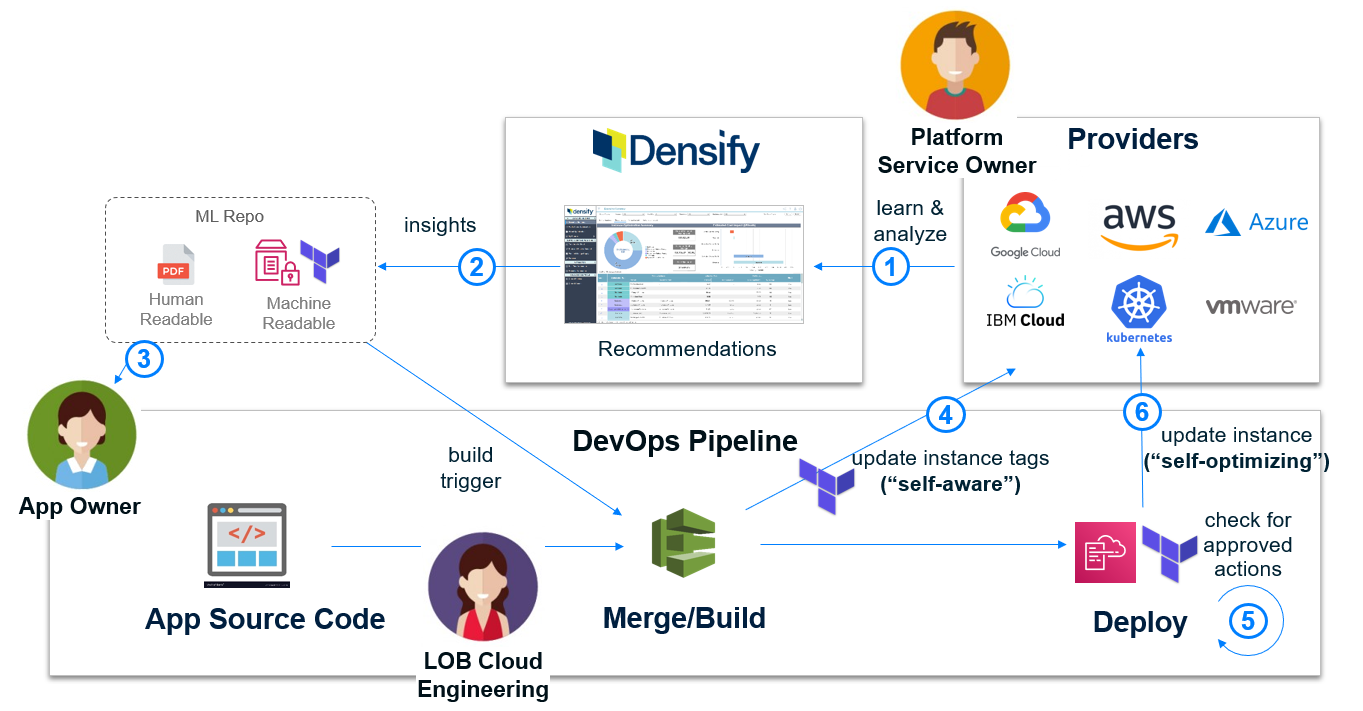 Platform
Service Owner
Providers
Densify
learn &
analyze
Google Cloud
aws
Azure
IBM Cloud
kubernetes
vmware
1
densify
Recommendations
insights
2
ML Repo
PDF
Human
Readable
Machine
Readable
3
App Owner
DevOps Pipeline
build
trigger
4
update instance tags
(“self-aware”)
6
update instance
(“self-optimizing”)
</>
App Source Code
LOB Cloud
Engineering
Merge/Build
check for
approved
actions
Deploy
5